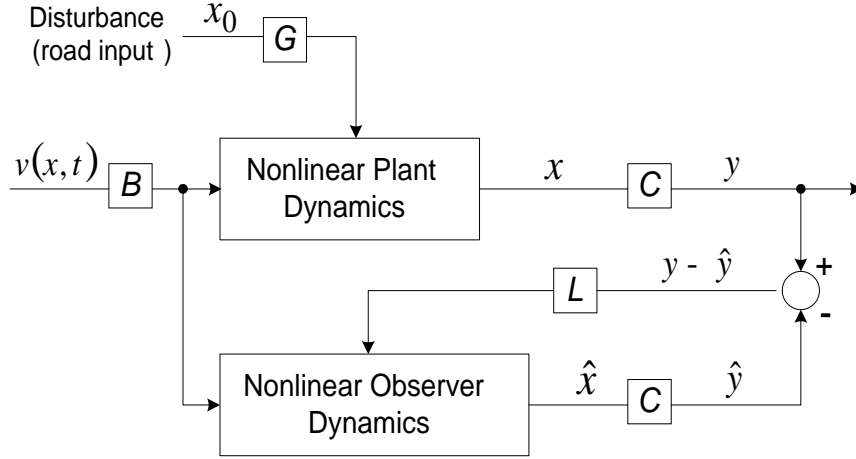 Disturbance
(road input )
x₀
G
v(x,t)
B
Nonlinear Plant
Dynamics
x
C
y
+
-
y - ŷ
L
Nonlinear Observer
Dynamics
x̂
C
ŷ